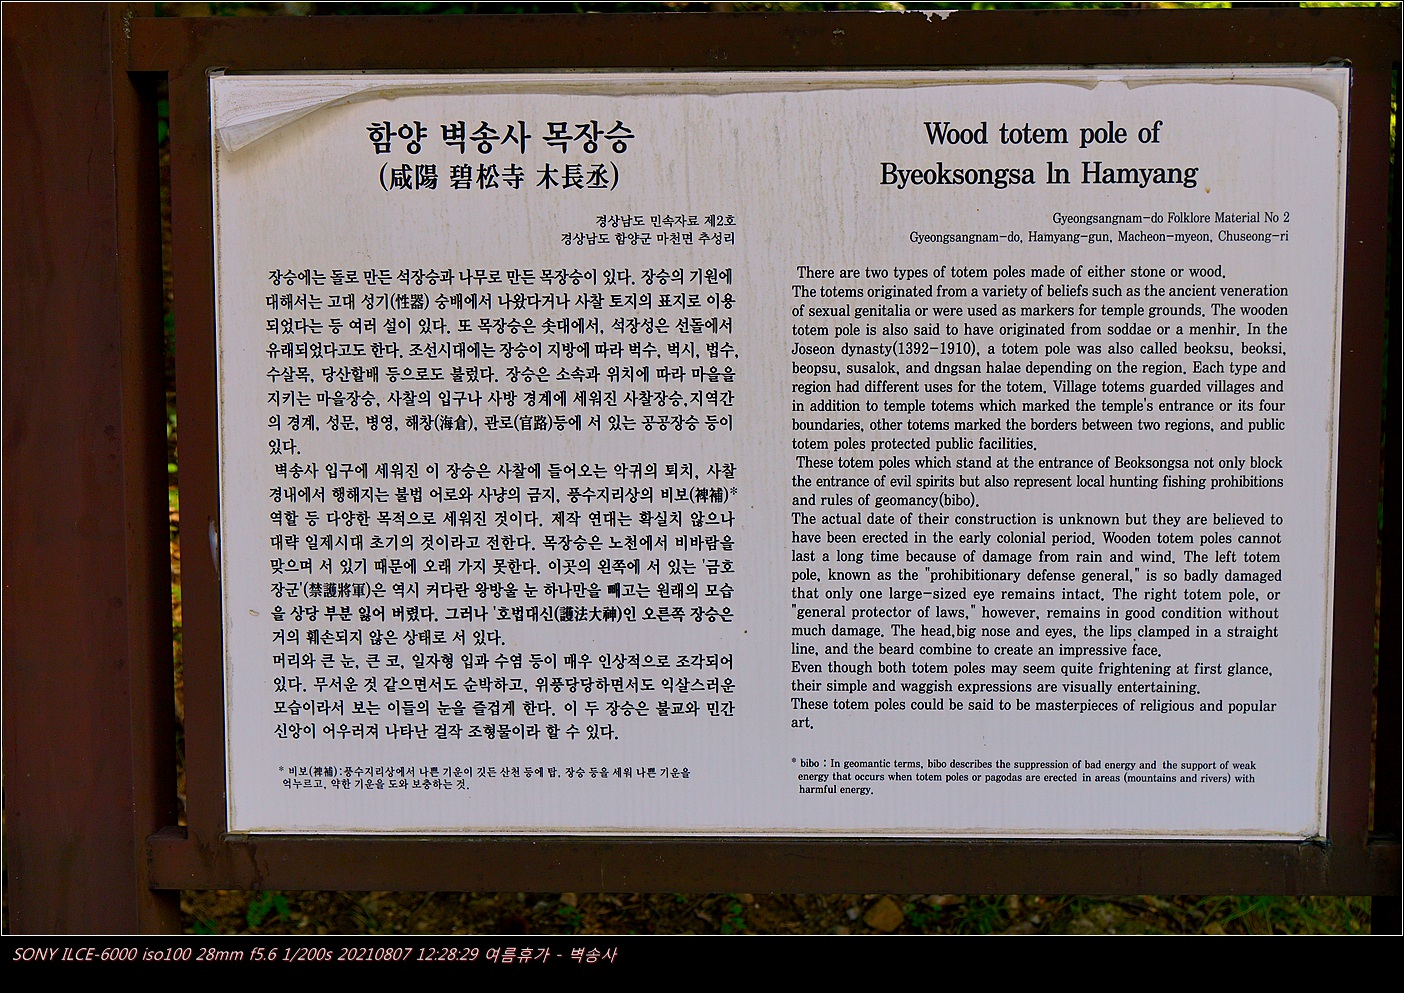 함양 벽송사 목장승
(咸陽 碧松寺 木長丞)
경상남도 민속자료 제2호
경상남도 함양군 마천면 추성리
장승에는 돌로 만든 석장승과 나무로 만든 목장승이 있다. 장승의 기원에
대해서는 고대 성기(性器) 숭배에서 나왔다거나 사찰 토지의 표지로 이용
되었다는 등 여러 설이 있다. 또 목장승은 솟대에서, 석장성은 선돌에서
유래되었다고도 한다. 조선시대에는 장승이 지방에 따라 벅수, 벅시, 법수,
수살목, 당산할배 등으로도 불렀다. 장승은 소속과 위치에 따라 마을을
지키는 마을장승, 사찰의 입구나 사방 경계에 세워진 사찰장승,지역간
의 경계, 성문, 병영, 해창(海倉), 관로(官路)등에 서 있는 공공장승 등이
있다.
벽송사 입구에 세워진 이 장승은 사찰에 들어오는 악귀의 퇴치, 사찰
경내에서 행해지는 불법 어로와 사냥의 금지, 풍수지리상의 비보(裨補)*
역할 등 다양한 목적으로 세워진 것이다. 제작 연대는 확실치 않으나
대략 일제시대 초기의 것이라고 전한다. 목장승은 노천에서 비바람을
맞으며 서 있기 때문에 오래 가지 못한다. 이곳의 왼쪽에 서 있는 '금호
장군'(禁護將軍)은 역시 커다란 왕방울 눈 하나만을 빼고는 원래의 모습
을 상당 부분 잃어 버렸다. 그러나 '호법대신(護法大神)인 오른쪽 장승은
거의 훼손되지 않은 상태로 서 있다.
머리와 큰 눈, 큰 코, 일자형 입과 수염 등이 매우 인상적으로 조각되어
있다. 무서운 것 같으면서도 순박하고, 위풍당당하면서도 익살스러운
모습이라서 보는 이들의 눈을 즐겁게 한다. 이 두 장승은 불교와 민간
신앙이 어우러져 나타난 걸작 조형물이라 할 수 있다.
* 비보(裨補):풍수지리상에서 나쁜 기운이 깃든 산천 등에 탑, 장승 등을 세워 나쁜 기운을
억누르고, 약한 기운을 도와 보충하는 것.
Wood totem pole of
Byeoksongsa ln Hamyang
Gyeongsangnam-do Folklore Material No 2
Gyeongsangnam-do, Hamyang-gun, Macheon-myeon, Chuseong-ri
There are two types of totem poles made of either stone or wood.
The totems originated from a variety of beliefs such as the ancient veneration
of sexual genitalia or were used as markers for temple grounds. The wooden
totem pole is also said to have originated from soddae or a menhir. In the
Joseon dynasty(1392-1910), a totem pole was also called beoksu, beoksi,
beopsu, susalok, and dngsan halae depending on the region. Each type and
region had different uses for the totem. Village totems guarded villages and
in addition to temple totems which marked the temple's entrance or its four
boundaries, other totems marked the borders between two regions, and public
totem poles protected public facilities.
These totem poles which stand at the entrance of Beoksongsa not only block
the entrance of evil spirits but also represent local hunting fishing prohibitions
and rules of geomancy(bibo).
The actual date of their construction is unknown but they are believed to
have been erected in the early colonial period. Wooden totem poles cannot
last a long time because of damage from rain and wind. The left totem
pole, known as the "prohibitionary defense general," is so badly damaged
that only one large-sized eye remains intact. The right totem pole, or
"general protector of laws," however, remains in good condition without
much damage. The head,big nose and eyes, the lips clamped in a straight
line, and the beard combine to create an impressive face.
Even though both totem poles may seem quite frightening at first glance,
their simple and waggish expressions are visually entertaining.
These totem poles could be said to be masterpieces of religious and popular
art.
* bibo : In geomantic terms, bibo describes the suppression of bad energy and the support of weak
energy that occurs when totem poles or pagodas are erected in areas (mountains and rivers) with
harmful energy.
SONY ILCE-6000 iso100 28mm f5.6 1/200s 20210807 12:28:29 여름휴가 - 벽송사